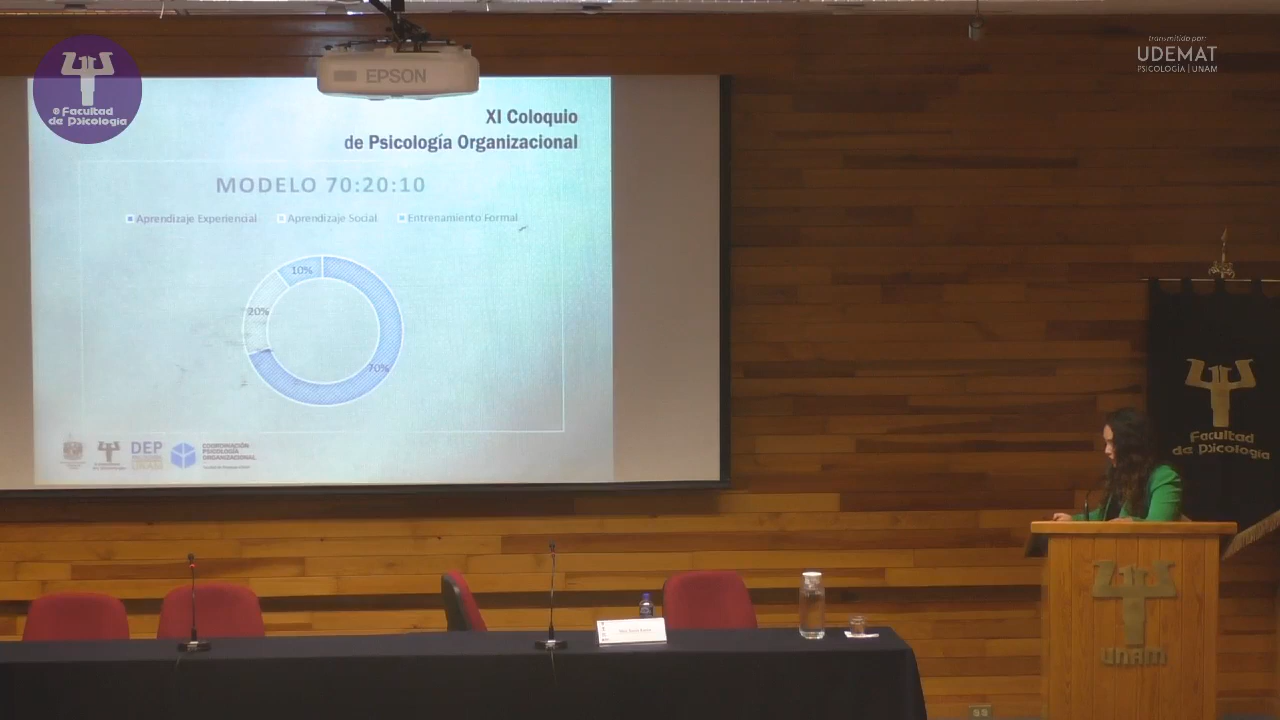 © Facultad
de Psicología
transmitido por:
UDEMAT
PSICOLOGÍA | UNAM
EPSON
XI Coloquio
de Psicología Organizacional
MODELO 70:20:10
Aprendizaje Experiencial
Aprendizaje Social
Entrenamiento Formal
10%
20%
70%
DEP
COORDINACIÓN
PSICOLOGÍA
ORGANIZACIONAL
Facultad
de Psicología
UNAM